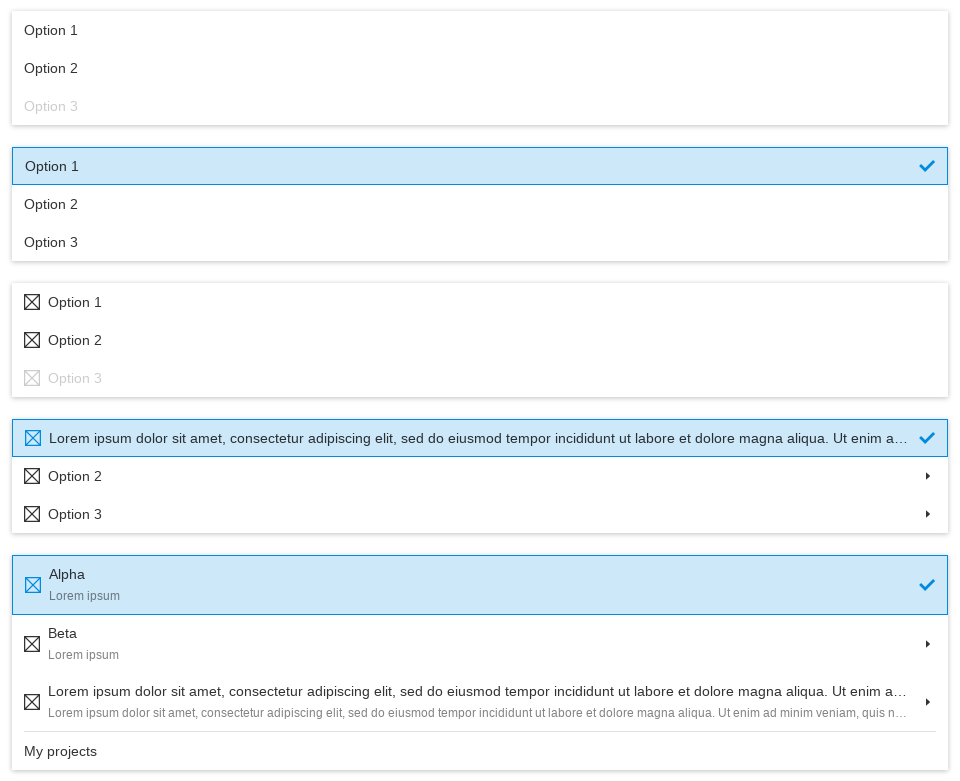 Option 1
Option 2
Option 3
Option 1
Option 2
Option 3
Option 1
Option 2
Option 3
Lorem ipsum dolor sit amet, consectetur adipiscing elit, sed do eiusmod tempor incididunt ut labore et dolore magna aliqua. Ut enim a…
Option 2
Option 3
Alpha
Lorem ipsum
Beta
Lorem ipsum
Lorem ipsum dolor sit amet, consectetur adipiscing elit, sed do eiusmod tempor incididunt ut labore et dolore magna aliqua. Ut enim a…
Lorem ipsum dolor sit amet, consectetur adipiscing elit, sed do eiusmod tempor incididunt ut labore et dolore magna aliqua. Ut enim ad minim veniam, quis n…
My projects